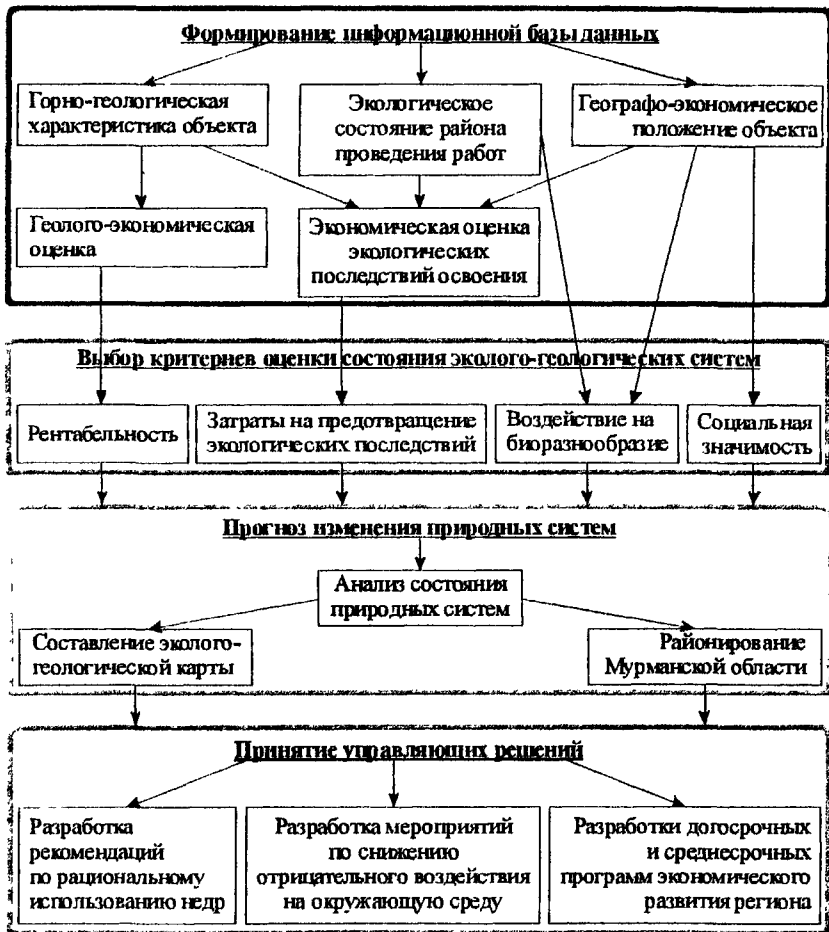 Формирование информационной базы данных
Горно-геологическая
характеристика объекта
Экологическое
состояние района
проведения работ
Географо-экономическое
положение объекта
Геолого-экономическая
оценка
Экономическая оценка
экологических
последствий освоения
Выбор критериев оценки состояния эколого-геологических систем
Рентабельность
Затраты на предотвращение
экологических последствий
Воздействие на
биоразнообразие
Социальная
значимость
Прогноз изменения природных систем
Анализ состояния
природных систем
Составление эколого-
геологической карты
Районирование
Мурманской области
Принятие управляющих решений
Разработка
рекомендаций
по рациональному
использованию недр
Разработка мероприятий
по снижению
отрицательного воздействия
на окружающую среду
Разработки догосрочных
и среднесрочных
программ экономического
развития региона